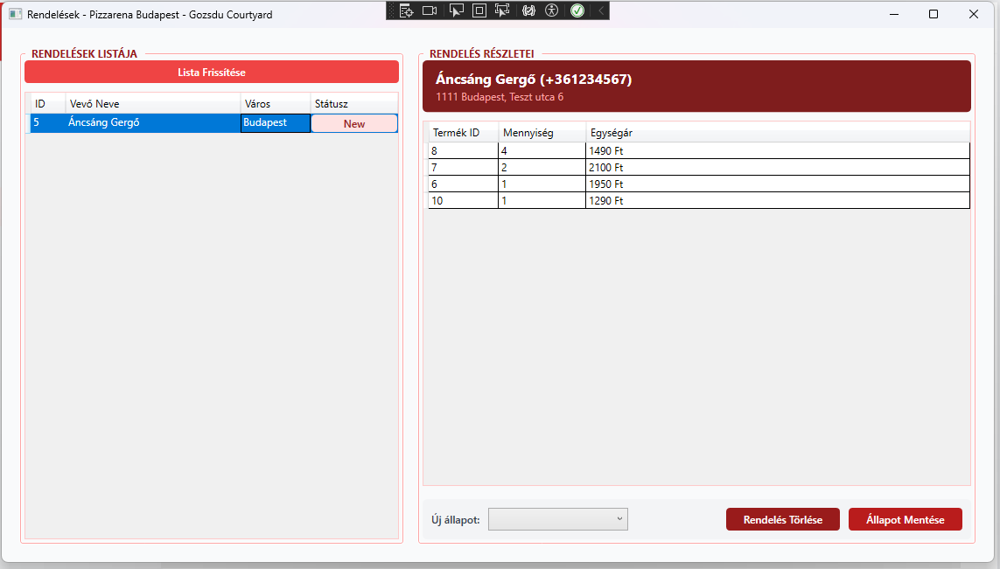 Rendelések - Pizzarena Budapest - Gozsdu Courtyard
RENDELÉSEK LISTÁJA
Lista Frissítése
ID Vevő Neve Város Státusz
5 Áncsáng Gergő Budapest New
RENDELÉS RÉSZLETEI
Áncsáng Gergő (+361234567)
1111 Budapest, Teszt utca 6
Termék ID Mennyiség Egységár
8 4 1490 Ft
7 2 2100 Ft
6 1 1950 Ft
10 1 1290 Ft
Új állapot: Rendelés Törlése Állapot Mentése